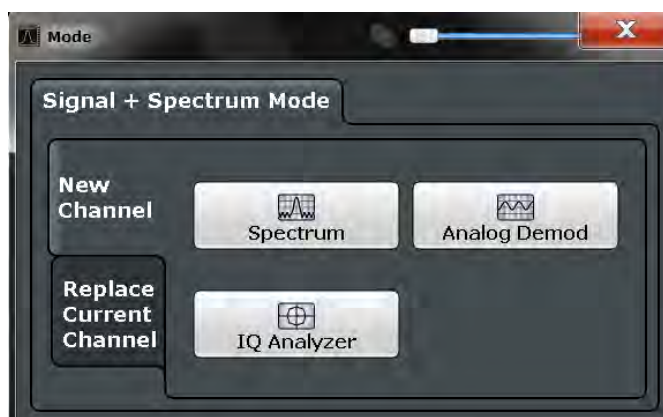 Mode
X
Signal + Spectrum Mode
New
Channel
Spectrum
Analog Demod
Replace
Current
Channel
IQ Analyzer